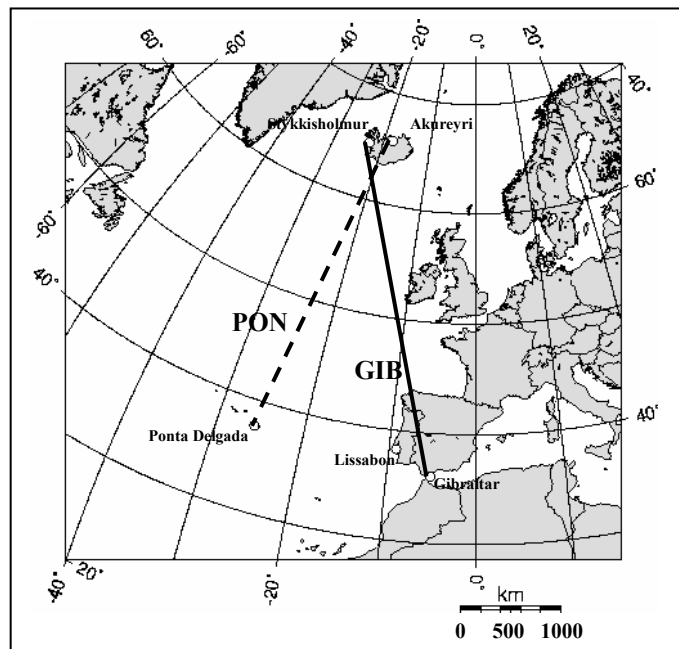 60°
-60°
-40°
-20°
0°
20°
40°
Stykkisholmur
Akureyri
-60°
60°
40°
PON
GIB
40°
Ponta Delgada
Lissabon
Gibraltar
-40°
20°
-20°
0°
km
0 500 1000